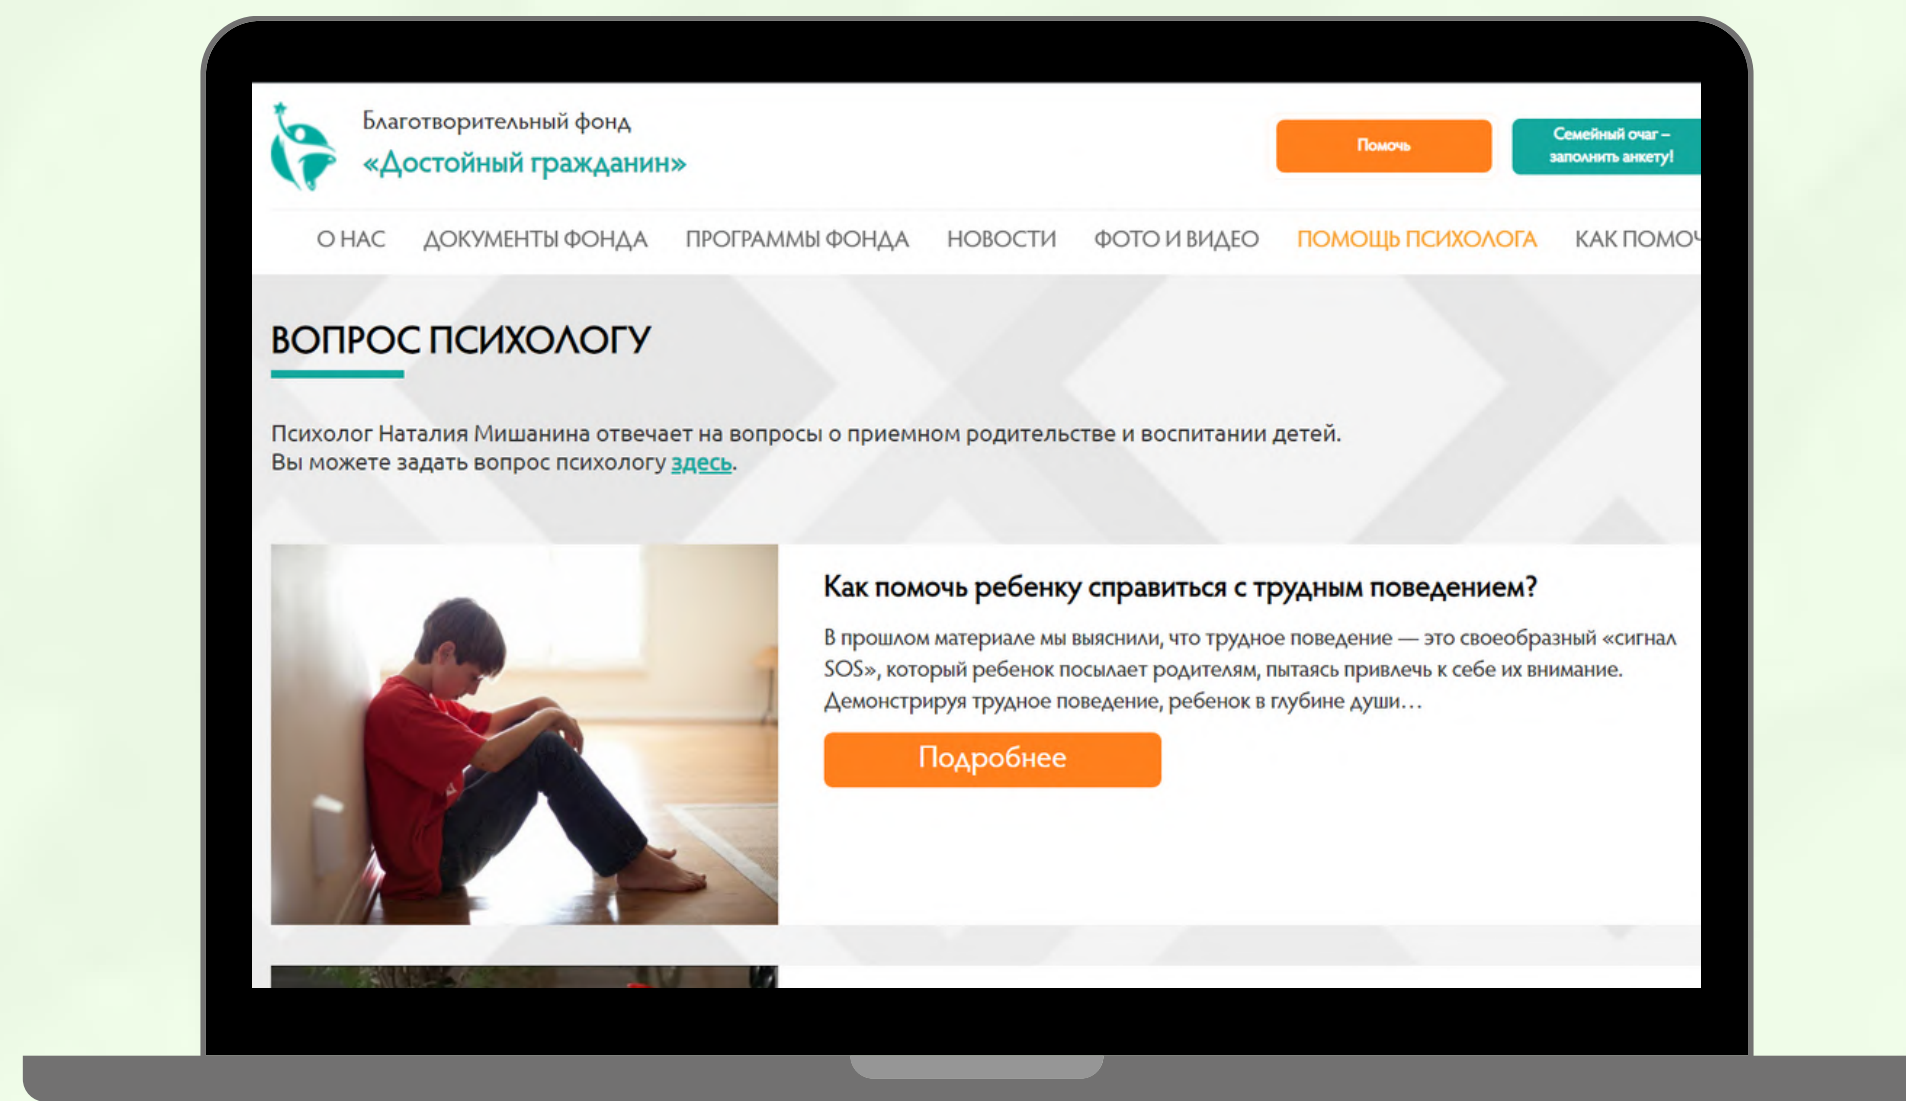 Благотворительный фонд
«Достойный гражданин»
Помочь
Семейный очаг –
заполнить анкету!
О НАС ДОКУМЕНТЫ ФОНДА ПРОГРАММЫ ФОНДА НОВОСТИ ФОТО И ВИДЕО ПОМОЩЬ ПСИХОЛОГА КАК ПОМОЧ
ВОПРОС ПСИХОЛОГУ
Психолог Наталия Мишанина отвечает на вопросы о приемном родительстве и воспитании детей.
Вы можете задать вопрос психологу здесь.
Как помочь ребенку справиться с трудным поведением?
В прошлом материале мы выяснили, что трудное поведение — это своеобразный «сигнал
SOS», который ребенок посылает родителям, пытаясь привлечь к себе их внимание.
Демонстрируя трудное поведение, ребенок в глубине души…
Подробнее